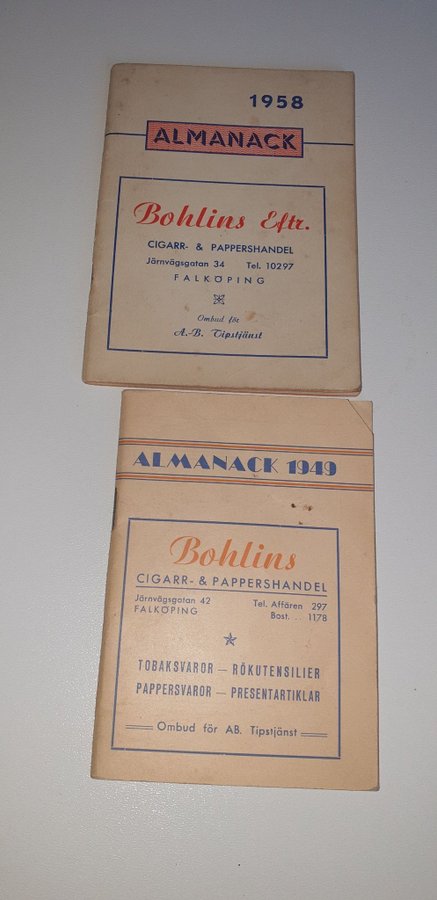 1958
ALMANACK
Bohlins Eftr.
CIGARR- & PAPPERSHANDEL
Järnvägsgatan 34 Tel. 10297
FALKÖPING
Ombud för
A.-B. Tipstjänst
ALMANACK 1949
Bohlins
CIGARR- & PAPPERSHANDEL
Järnvägsgatan 42 Tel. Affären 297
FALKÖPING Bost. .. 1178
TOBAKSVAROR — RÖKUTENSILIER
PAPPERSVAROR — PRESENTARTIKLAR
Ombud för AB. Tipstjänst